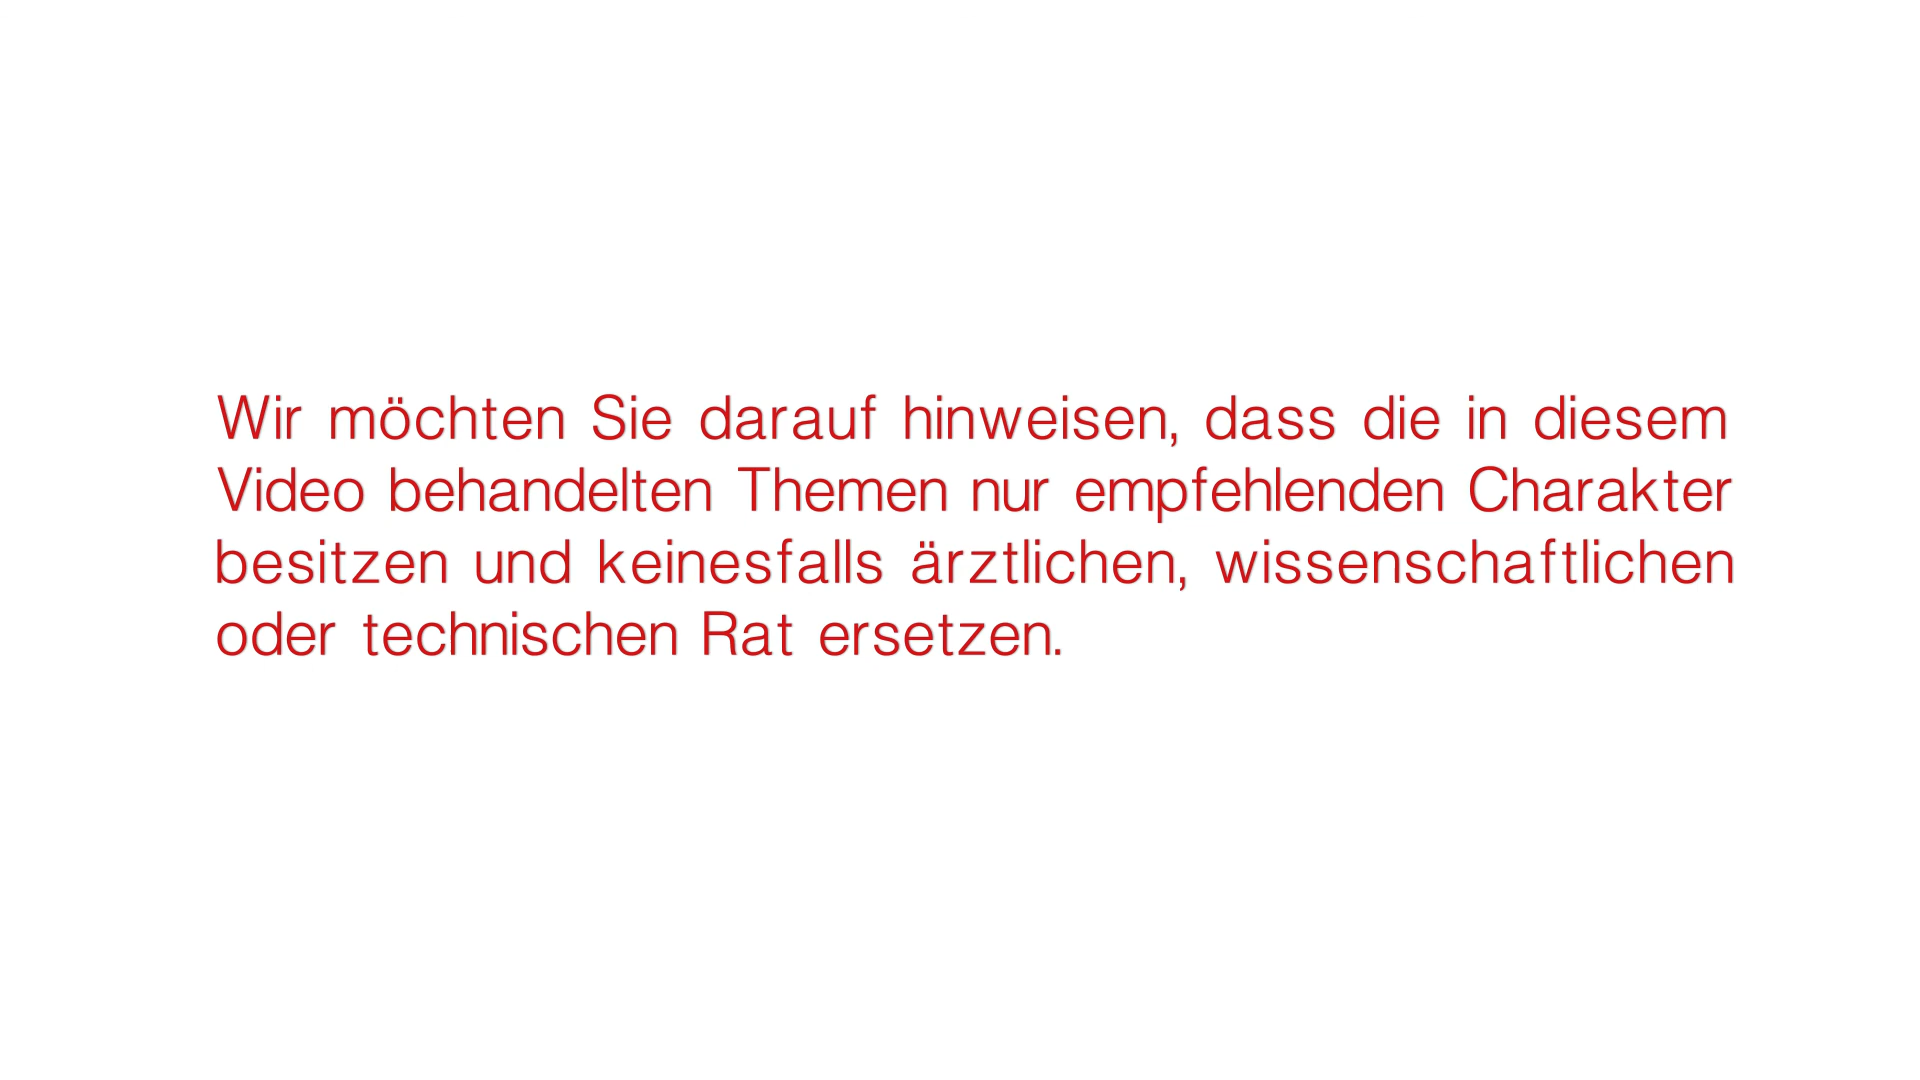 Wir möchten Sie darauf hinweisen, dass die in diesem
Video behandelten Themen nur empfehlenden Charakter
besitzen und keinesfalls ärztlichen, wissenschaftlichen
oder technischen Rat ersetzen.